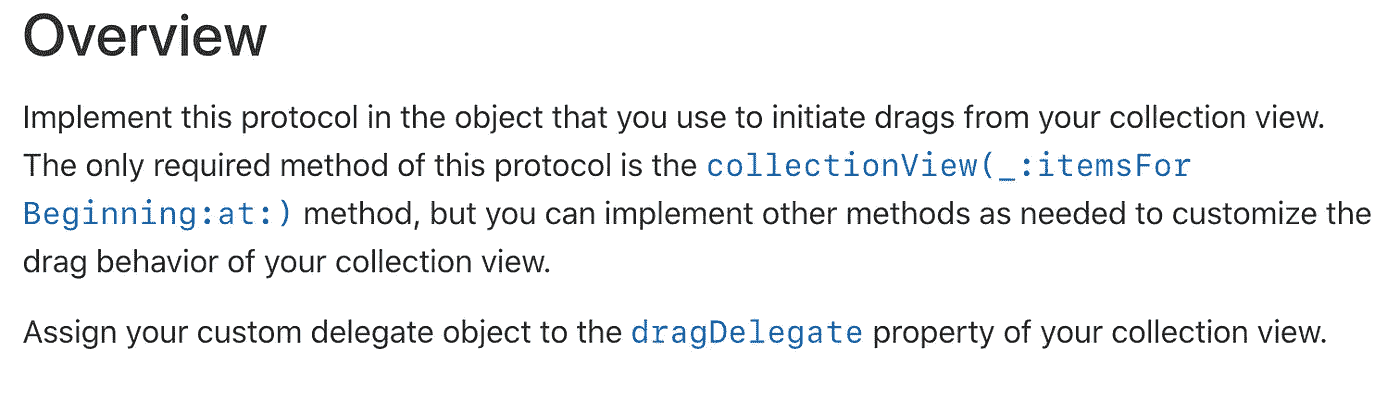 Overview
Implement this protocol in the object that you use to initiate drags from your collection view.
The only required method of this protocol is the collectionView(_:itemsFor
Beginning:at:) method, but you can implement other methods as needed to customize the
drag behavior of your collection view.
Assign your custom delegate object to the dragDelegate property of your collection view.